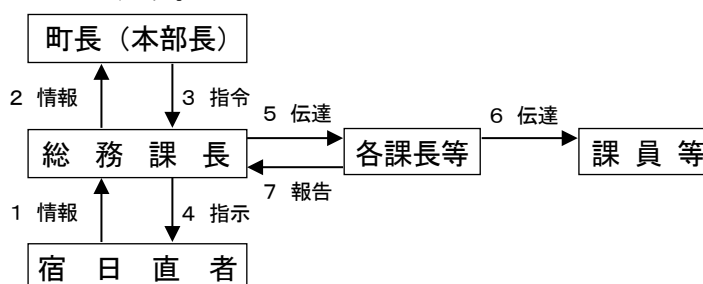 町長（本部長）
2 情報
3 指令
5 伝達
6 伝達
総務課長
各課長等
課員等
7 報告
1 情報
4 指示
宿日直者